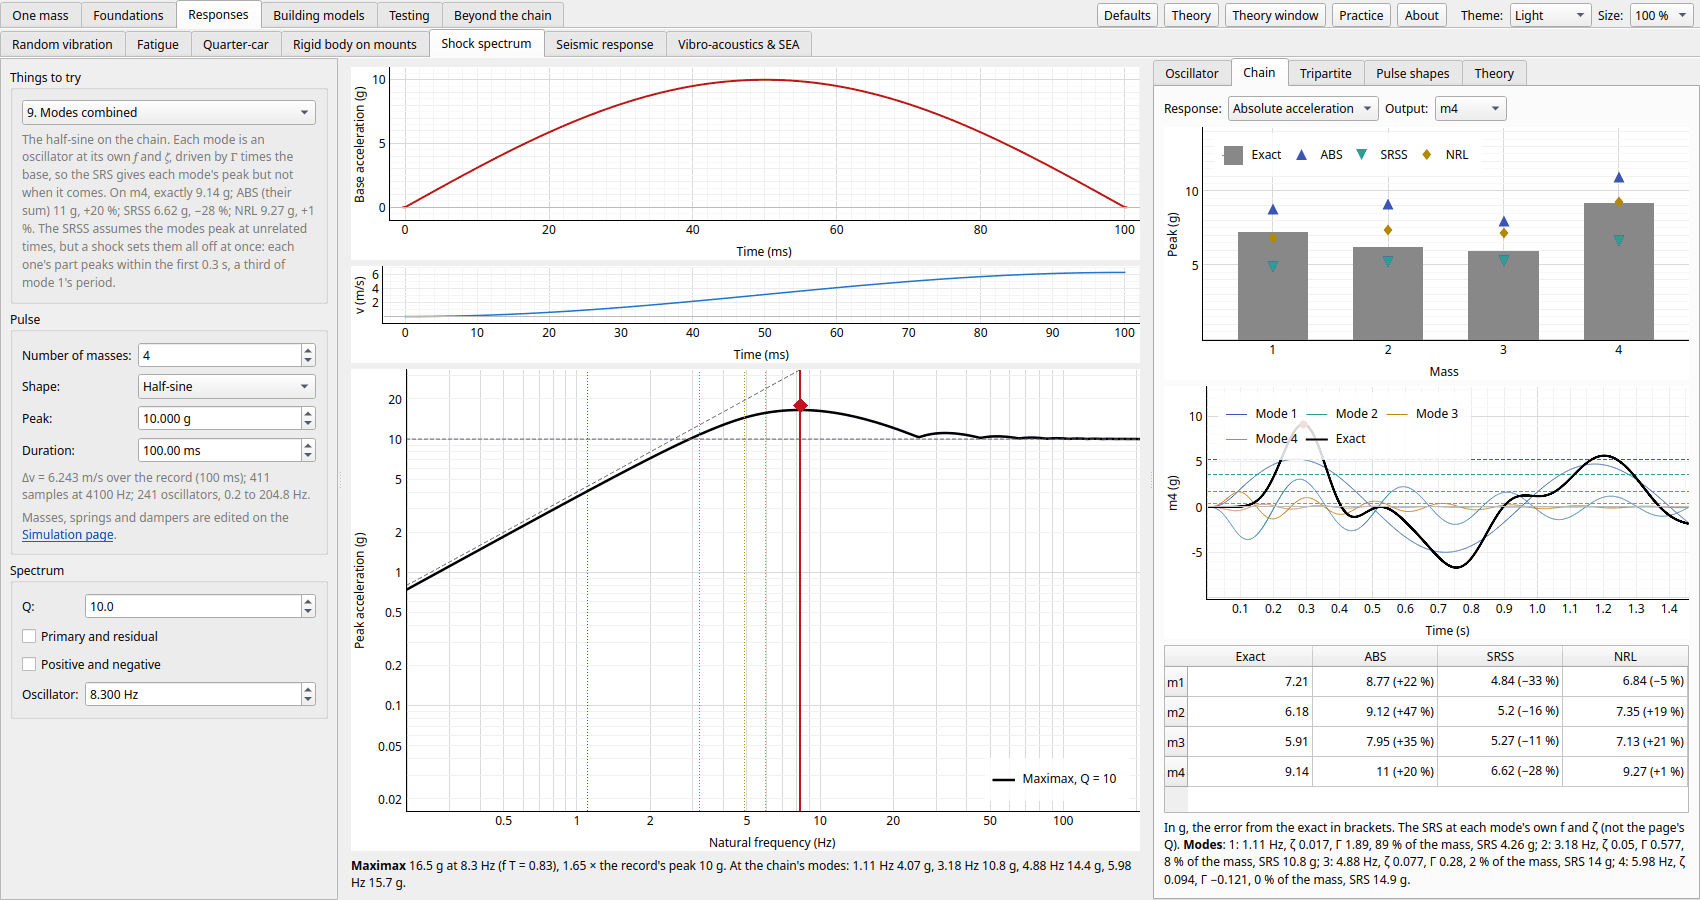 One mass
Foundations
Responses
Building models
Testing
Beyond the chain
Defaults
Theory
Theory window
Practice
About
Theme:
Light
Size:
100 %
Random vibration
Fatigue
Quarter-car
Rigid body on mounts
Shock spectrum
Seismic response
Vibro-acoustics & SEA
Things to try
9. Modes combined
The half-sine on the chain. Each mode is an
oscillator at its own f and ζ, driven by Γ times the
base, so the SRS gives each mode's peak but not
when it comes. On m4, exactly 9.14 g; ABS (their
sum) 11 g, +20 %; SRSS 6.62 g, −28 %; NRL 9.27 g, +1
%. The SRSS assumes the modes peak at unrelated
times, but a shock sets them all off at once: each
one's part peaks within the first 0.3 s, a third of
mode 1's period.
Pulse
Number of masses:
4
Shape:
Half-sine
Peak:
10.000 g
Duration:
100.00 ms
Δv = 6.243 m/s over the record (100 ms); 411
samples at 4100 Hz; 241 oscillators, 0.2 to 204.8 Hz.
Masses, springs and dampers are edited on the
Simulation page.
Spectrum
Q:
10.0
Primary and residual
Positive and negative
Oscillator:
8.300 Hz
Base acceleration (g)
10
5
0
0
20
40
60
80
100
Time (ms)
v (m/s)
6
4
2
0
10
20
30
40
50
60
70
80
90
100
Time (ms)
Peak acceleration (g)
20
10
5
2
1
0.5
0.2
0.1
0.05
0.02
Maximax, Q = 10
0.5
1
2
5
10
20
50
100
Natural frequency (Hz)
Maximax 16.5 g at 8.3 Hz (f T = 0.83), 1.65 × the record's peak 10 g. At the chain's modes: 1.11 Hz 4.07 g, 3.18 Hz 10.8 g, 4.88 Hz 14.4 g, 5.98
Hz 15.7 g.
Oscillator
Chain
Tripartite
Pulse shapes
Theory
Response:
Absolute acceleration
Output:
m4
Exact
ABS
SRSS
NRL
Peak (g)
10
5
1
2
3
4
Mass
Mode 1
Mode 2
Mode 3
Mode 4
Exact
m4 (g)
10
5
0
-5
0.1
0.2
0.3
0.4
0.5
0.6
0.7
0.8
0.9
1.0
1.1
1.2
1.3
1.4
Time (s)
Exact ABS SRSS NRL
m1 7.21 8.77 (+22 %) 4.84 (−33 %) 6.84 (−5 %)
m2 6.18 9.12 (+47 %) 5.2 (−16 %) 7.35 (+19 %)
m3 5.91 7.95 (+35 %) 5.27 (−11 %) 7.13 (+21 %)
m4 9.14 11 (+20 %) 6.62 (−28 %) 9.27 (+1 %)
In g, the error from the exact in brackets. The SRS at each mode's own f and ζ (not the page's
Q). Modes: 1: 1.11 Hz, ζ 0.017, Γ 1.89, 89 % of the mass, SRS 4.26 g; 2: 3.18 Hz, ζ 0.05, Γ 0.577,
8 % of the mass, SRS 10.8 g; 3: 4.88 Hz, ζ 0.077, Γ 0.28, 2 % of the mass, SRS 14 g; 4: 5.98 Hz, ζ
0.094, Γ −0.121, 0 % of the mass, SRS 14.9 g.